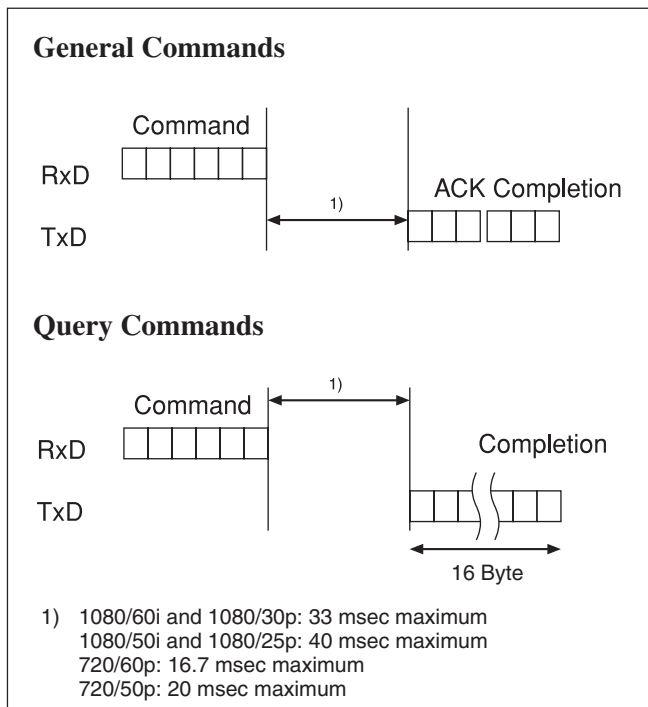 General Commands
Command
RxD
ACK Completion
1)
TxD
Query Commands
1)
Command
RxD
Completion
TxD
16 Byte
1) 1080/60i and 1080/30p: 33 msec maximum
1080/50i and 1080/25p: 40 msec maximum
720/60p: 16.7 msec maximum
720/50p: 20 msec maximum